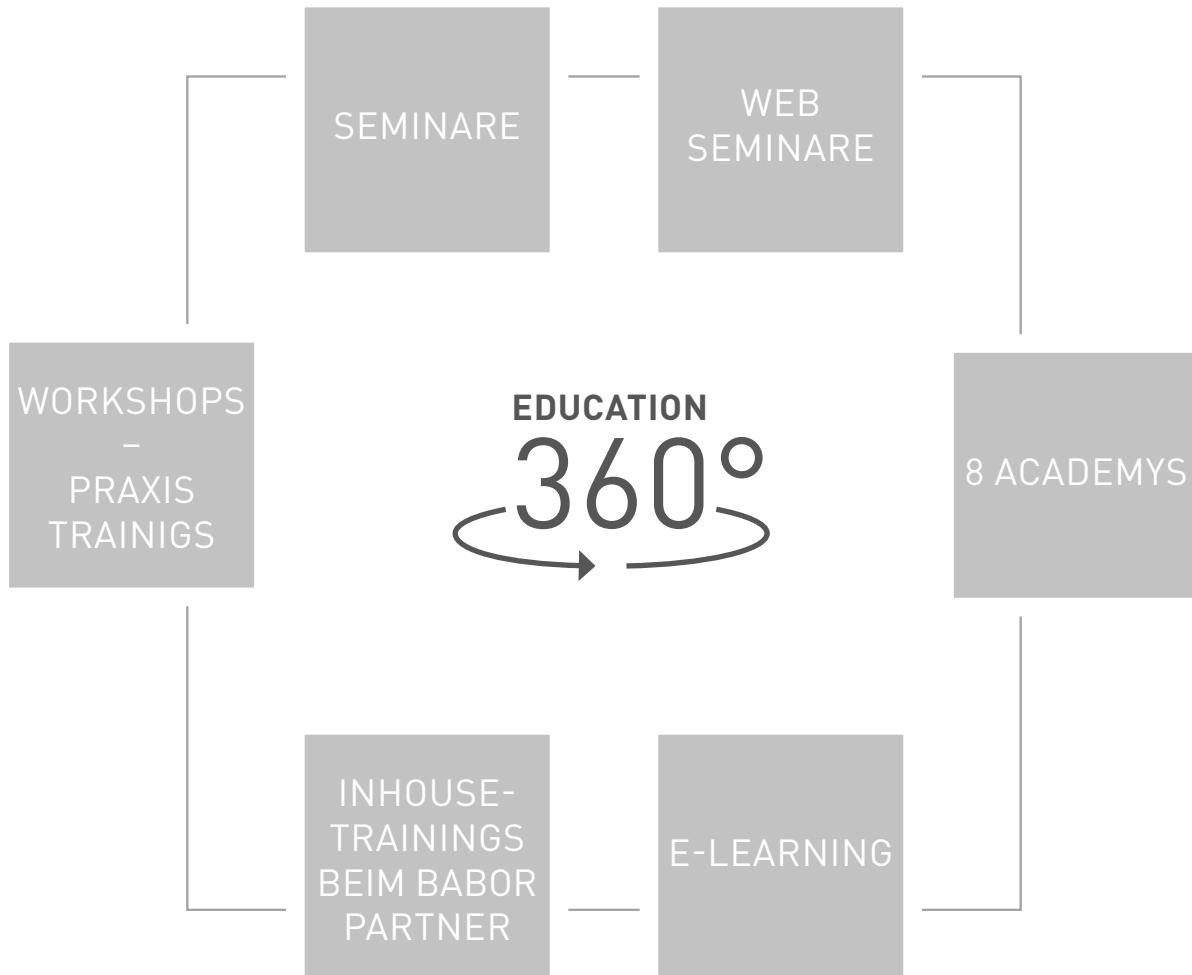 SEMINARE
WEB
SEMINARE
WORKSHOPS
–
PRAXIS
TRAINIGS
EDUCATION
360°
8 ACADEMYS
INHOUSE-
TRAININGS
BEIM BABOR
PARTNER
E-LEARNING